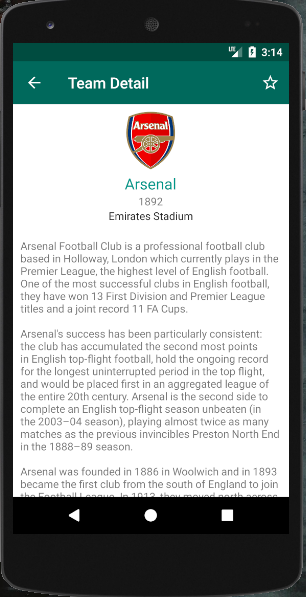 LTE 3:14
Team Detail
Arsenal
Arsenal
1892
Emirates Stadium
Arsenal Football Club is a professional football club
based in Holloway, London which currently plays in the
Premier League, the highest level of English football.
One of the most successful clubs in English football,
they have won 13 First Division and Premier League
titles and a joint record 11 FA Cups.
Arsenal's success has been particularly consistent:
the club has accumulated the second most points
in English top-flight football, hold the ongoing record
for the longest uninterrupted period in the top flight,
and would be placed first in an aggregated league of
the entire 20th century. Arsenal is the second side to
complete an English top-flight season unbeaten (in
the 2003–04 season), playing almost twice as many
matches as the previous invincibles Preston North End
in the 1888–89 season.
Arsenal was founded in 1886 in Woolwich and in 1893
became the first club from the south of England to join
the Football League. In 1913, they moved north across